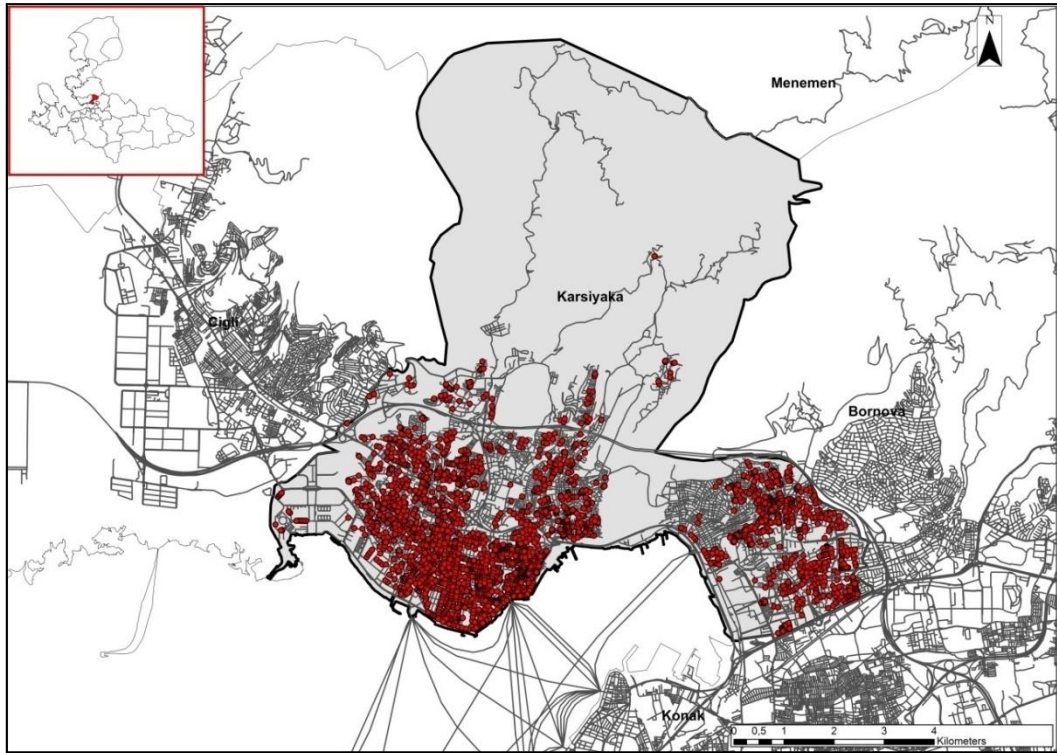 N
Menemen
Karsiyaka
Cigli
Bornova
Konak
0 0,5 1 2 3 4
Kilometers